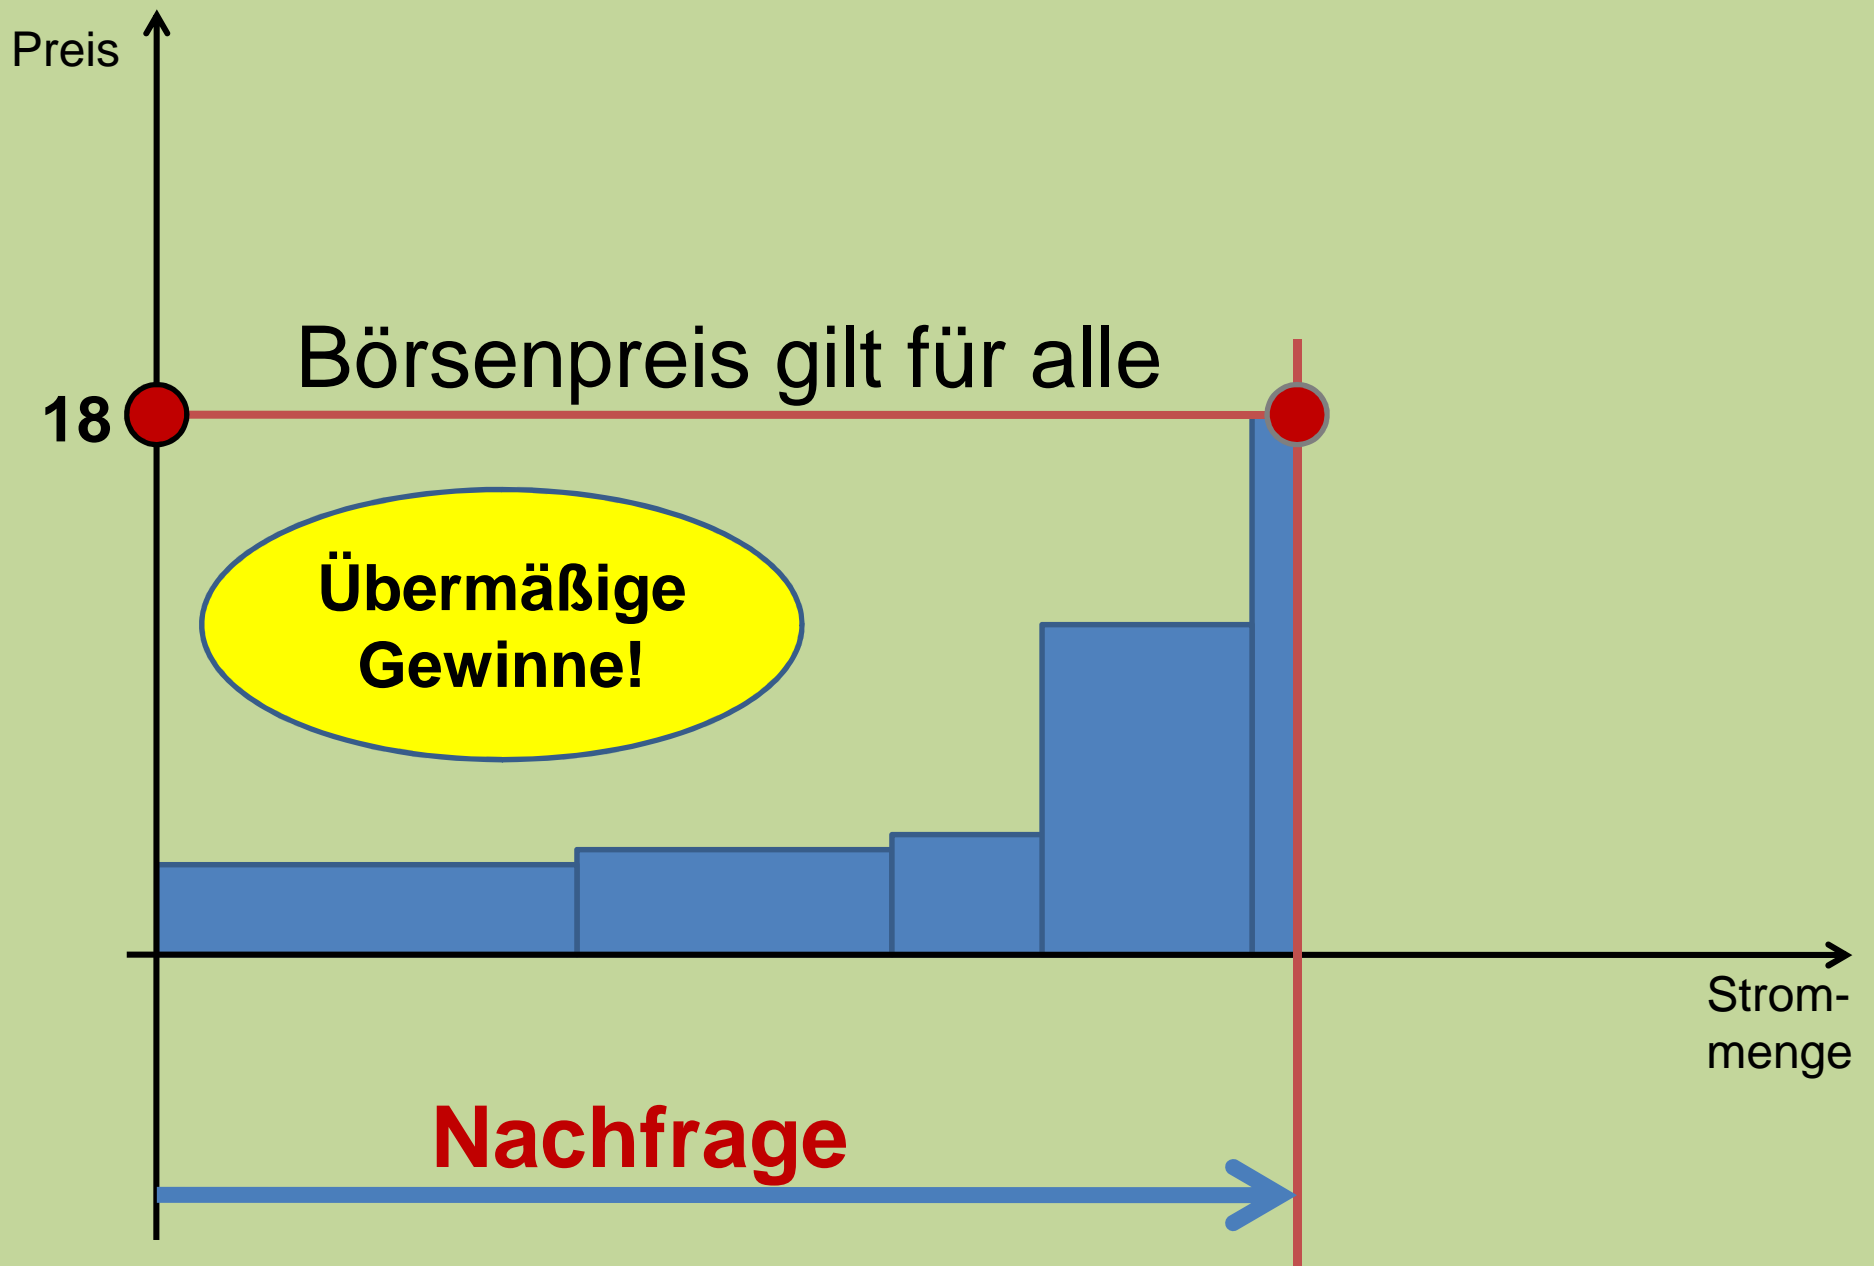 Preis
Börsenpreis gilt für alle
18
Übermäßige
Gewinne!
Strom-
menge
Nachfrage